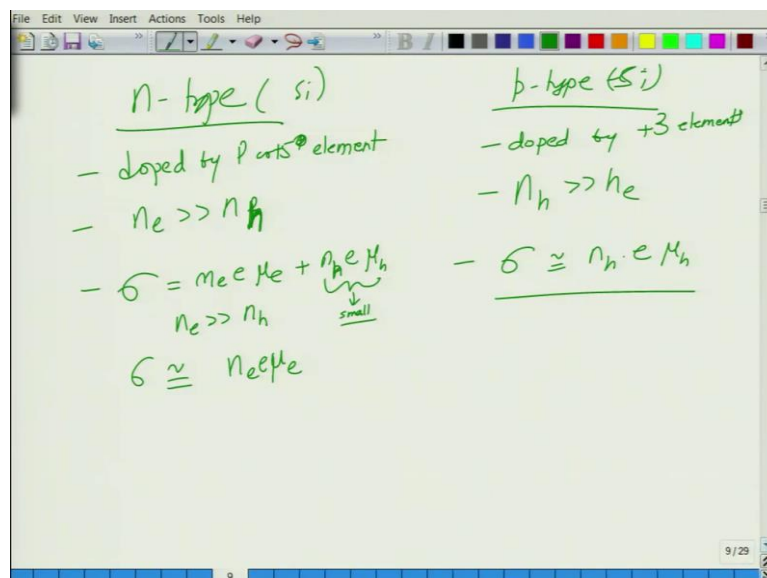 File Edit View Insert Actions Tools Help
n-type ( Si)
- doped by P or +5 element
- ne >> nh
- σ = ne e μe + nh e μh
small
ne >> nh
σ ≅ ne e μe
p-type (Si)
- doped by +3 element
- nh >> ne
- σ ≅ nh . e μh
9/29
9